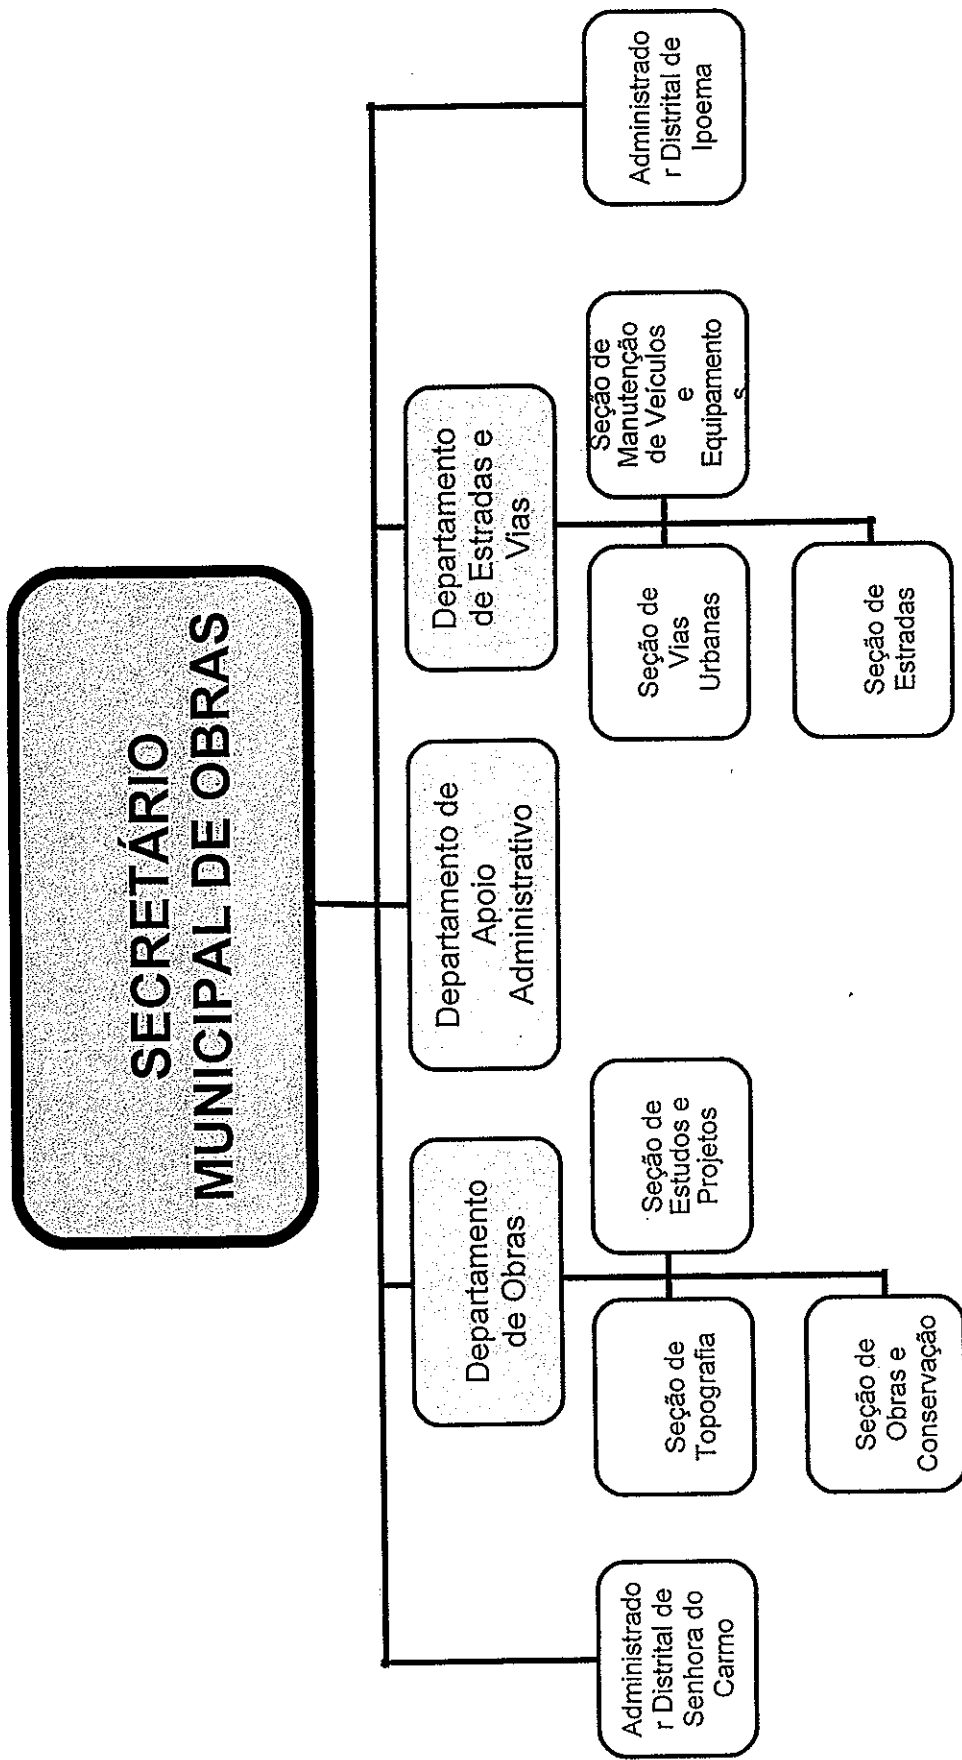 SECRETÁRIO
MUNICIPAL DE OBRAS
Departamento
de Obras
Departamento de
Apoio
Administrativo
Departamento
de Estradas e
Vias
Administrado
r Distrital de
Senhora do
Carmo
Seção de
Topografia
Seção de
Estudos e
Projetos
Seção de
Vias
Urbanas
Seção de
Manutenção
de Veículos
e
Equipamento
s
Administrado
r Distrital de
Ipoema
Seção de
Obras e
Conservação
Seção de
Estradas